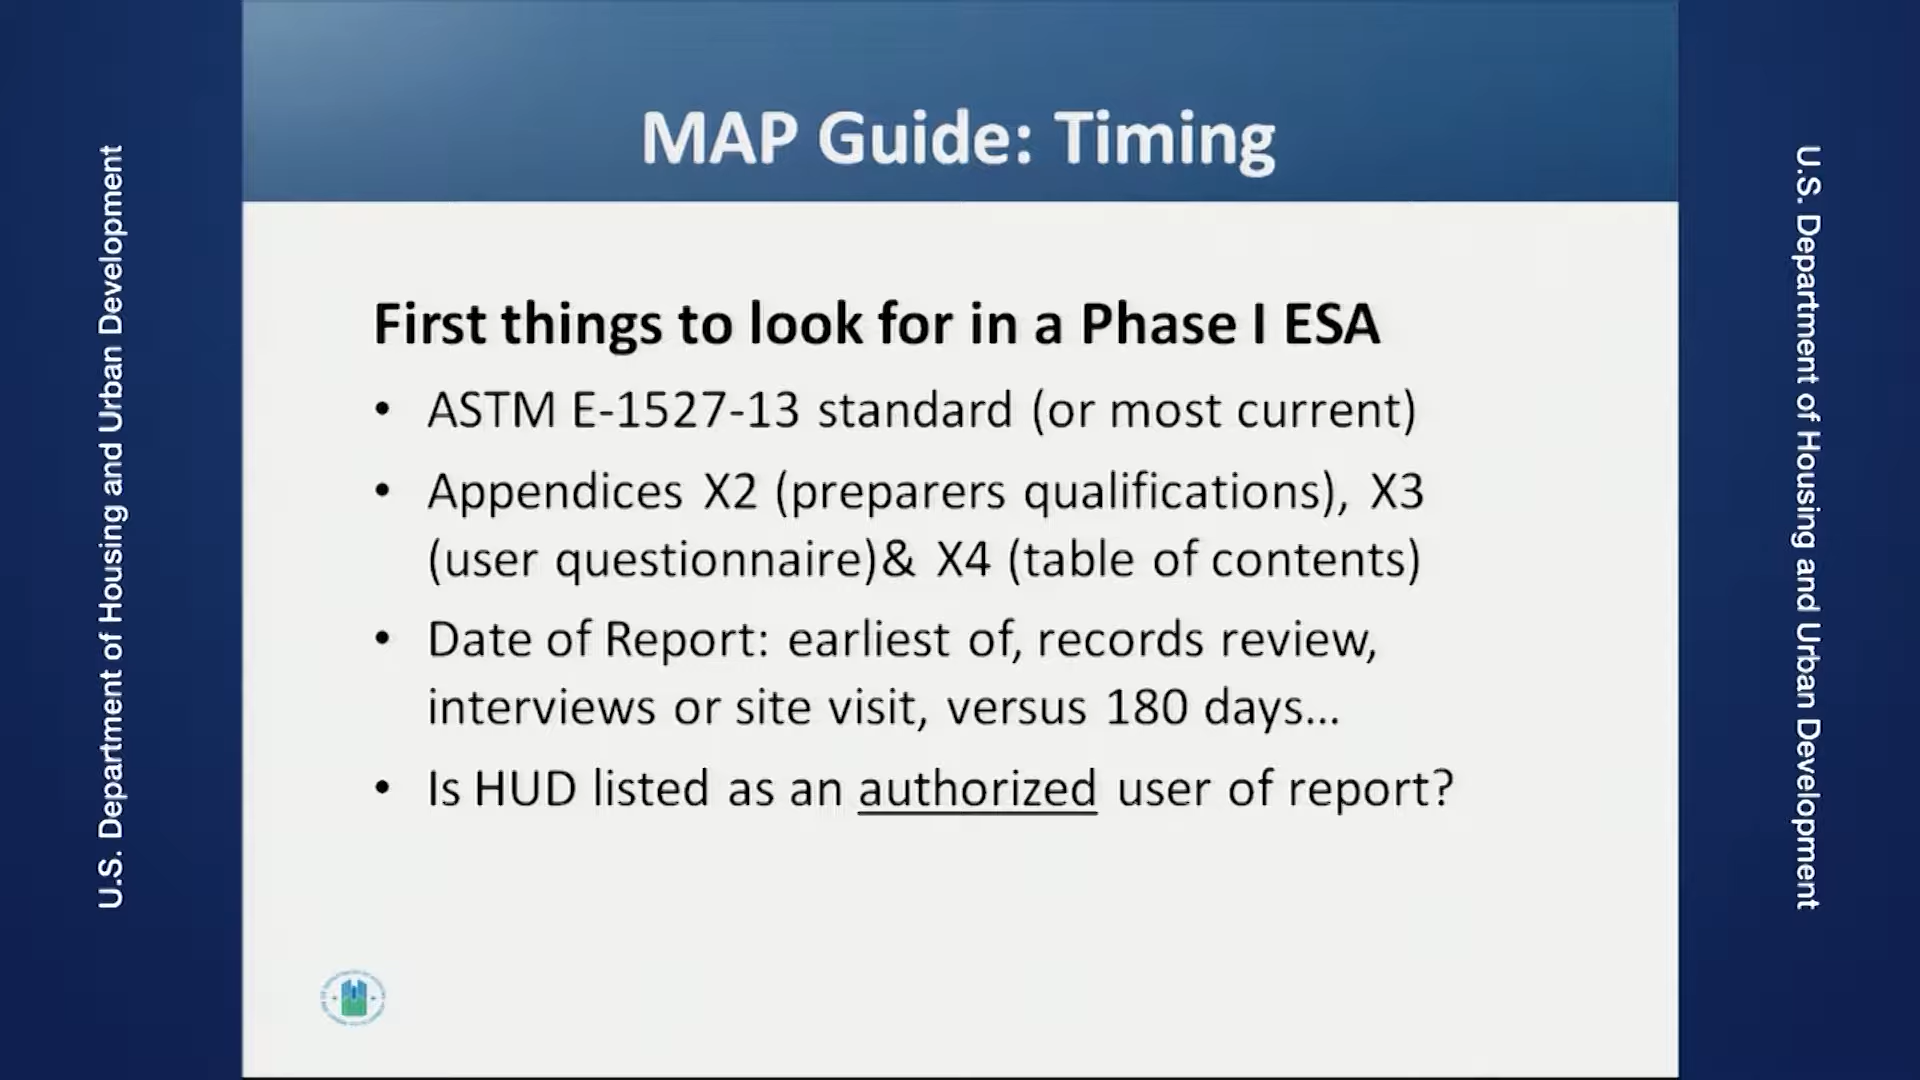 MAP Guide: Timing
First things to look for in a Phase I ESA
• ASTM E-1527-13 standard (or most current)
• Appendices X2 (preparers qualifications), X3
(user questionnaire)& X4 (table of contents)
• Date of Report: earliest of, records review,
interviews or site visit, versus 180 days...
• Is HUD listed as an authorized user of report?
U.S. Department of Housing and Urban Development
U.S. Department of Housing and Urban Development